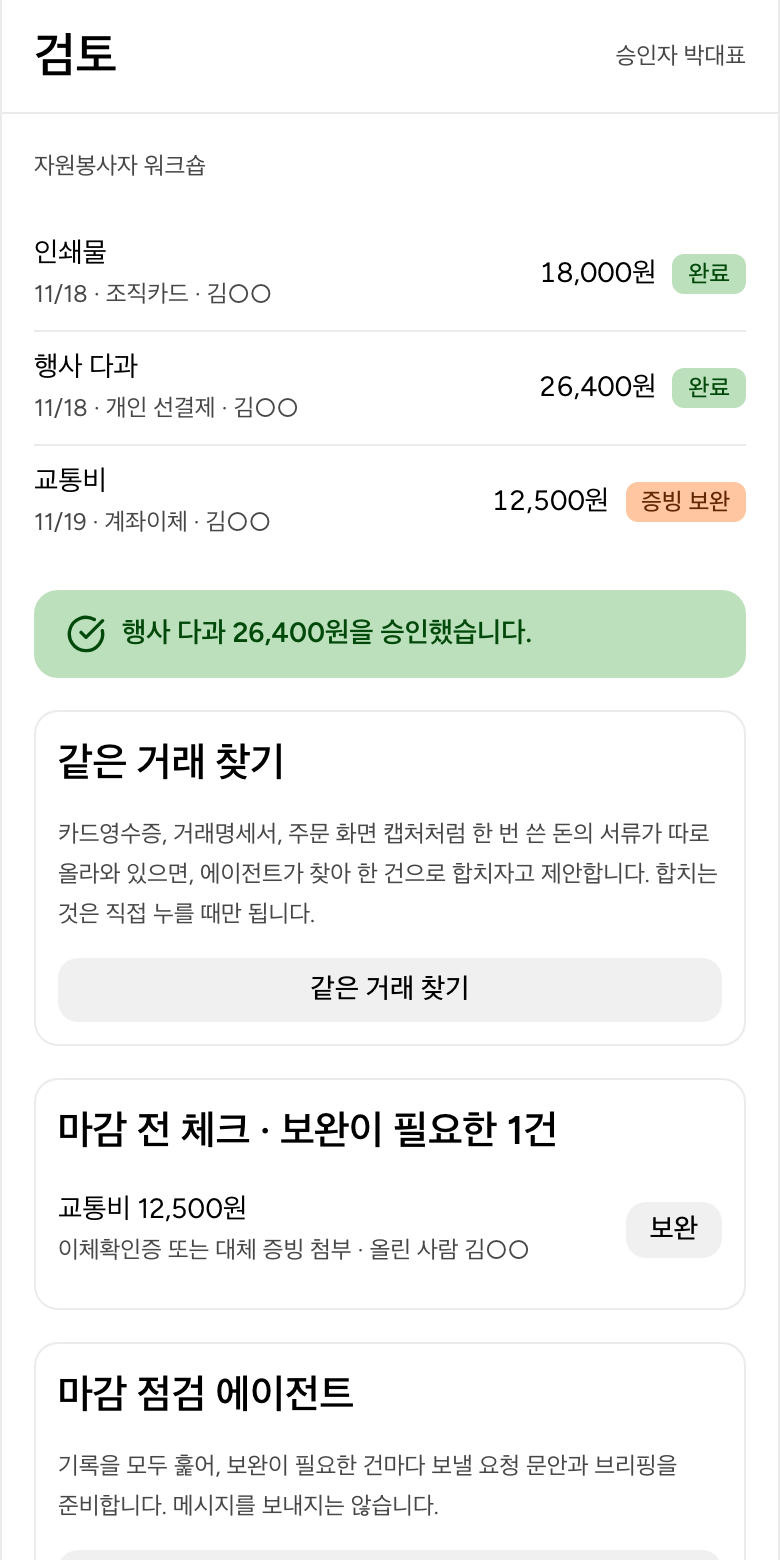 검토
승인자 박대표
자원봉사자 워크숍
인쇄물
11/18 · 조직카드 · 김○○
18,000원
완료
행사 다과
11/18 · 개인 선결제 · 김○○
26,400원
완료
교통비
11/19 · 계좌이체 · 김○○
12,500원
증빙 보완
행사 다과 26,400원을 승인했습니다.
같은 거래 찾기
카드영수증, 거래명세서, 주문 화면 캡처처럼 한 번 쓴 돈의 서류가 따로
올라와 있으면, 에이전트가 찾아 한 건으로 합치자고 제안합니다. 합치는
것은 직접 누를 때만 됩니다.
같은 거래 찾기
마감 전 체크 · 보완이 필요한 1건
교통비 12,500원
이체확인증 또는 대체 증빙 첨부 · 올린 사람 김○○
보완
마감 점검 에이전트
기록을 모두 훑어, 보완이 필요한 건마다 보낼 요청 문안과 브리핑을
준비합니다. 메시지를 보내지는 않습니다.